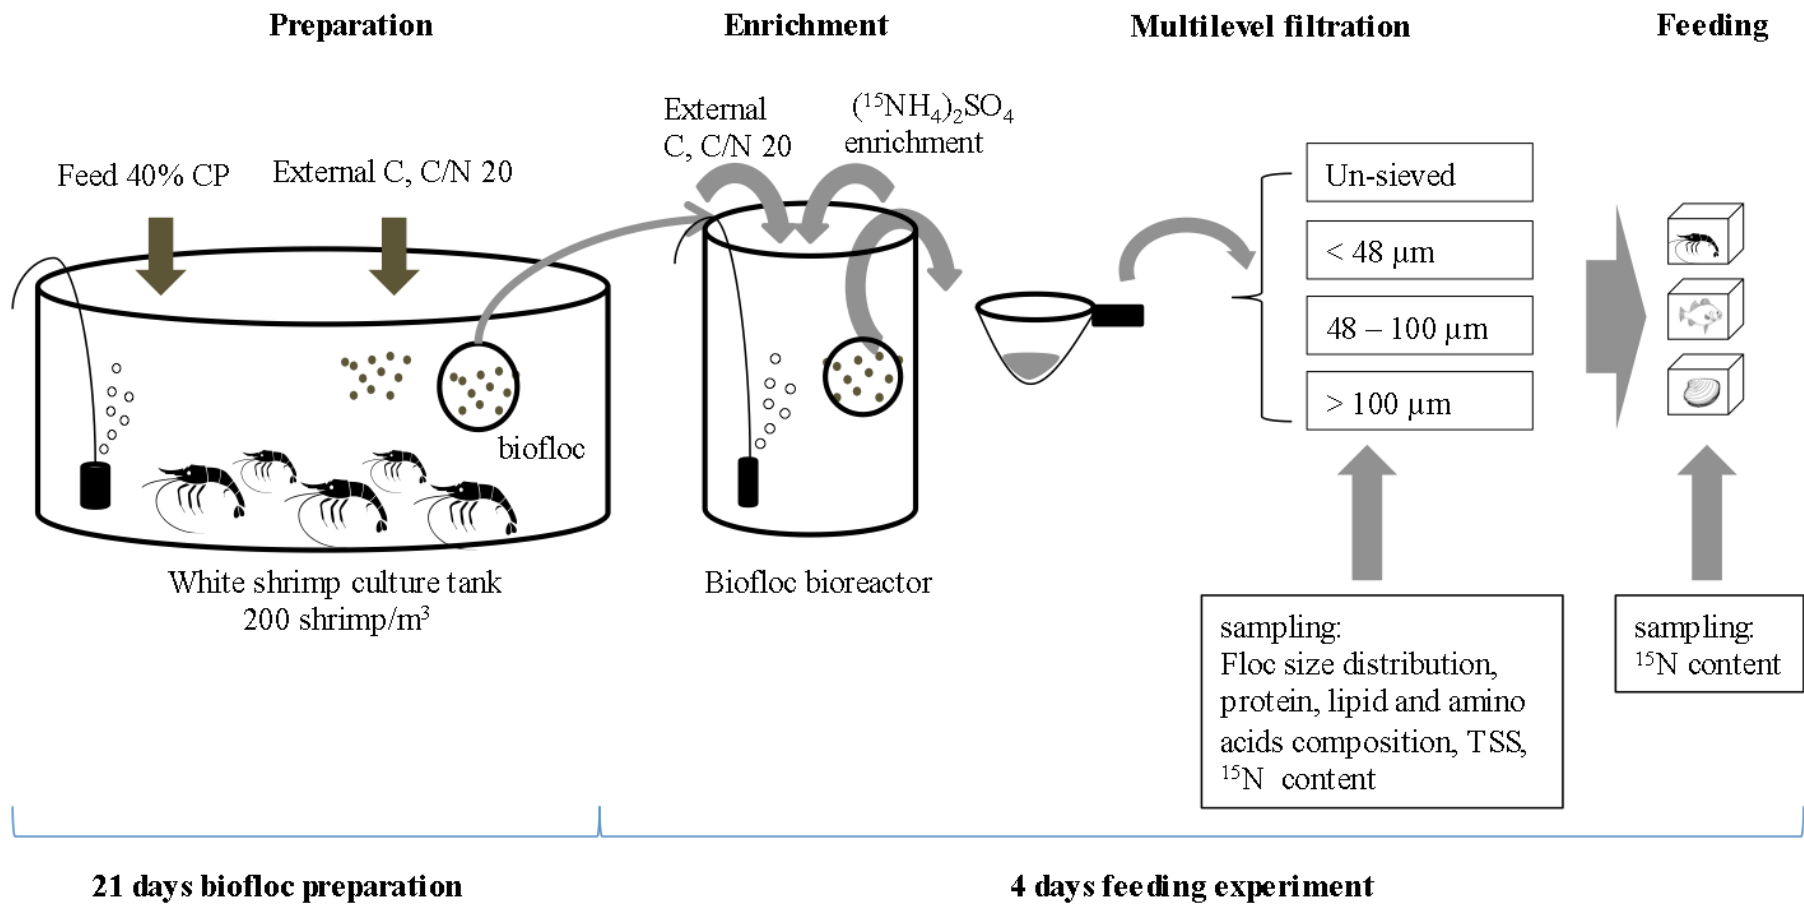 Preparation
Enrichment
Multilevel filtration
Feeding
Feed 40% CP
External C, C/N 20
External
C, C/N 20
(¹⁵NH₄)₂SO₄
enrichment
biofloc
White shrimp culture tank
200 shrimp/m³
Biofloc bioreactor
Un-sieved
< 48 µm
48 – 100 µm
> 100 µm
sampling:
Floc size distribution,
protein, lipid and amino
acids composition, TSS,
¹⁵N content
sampling:
¹⁵N content
21 days biofloc preparation
4 days feeding experiment